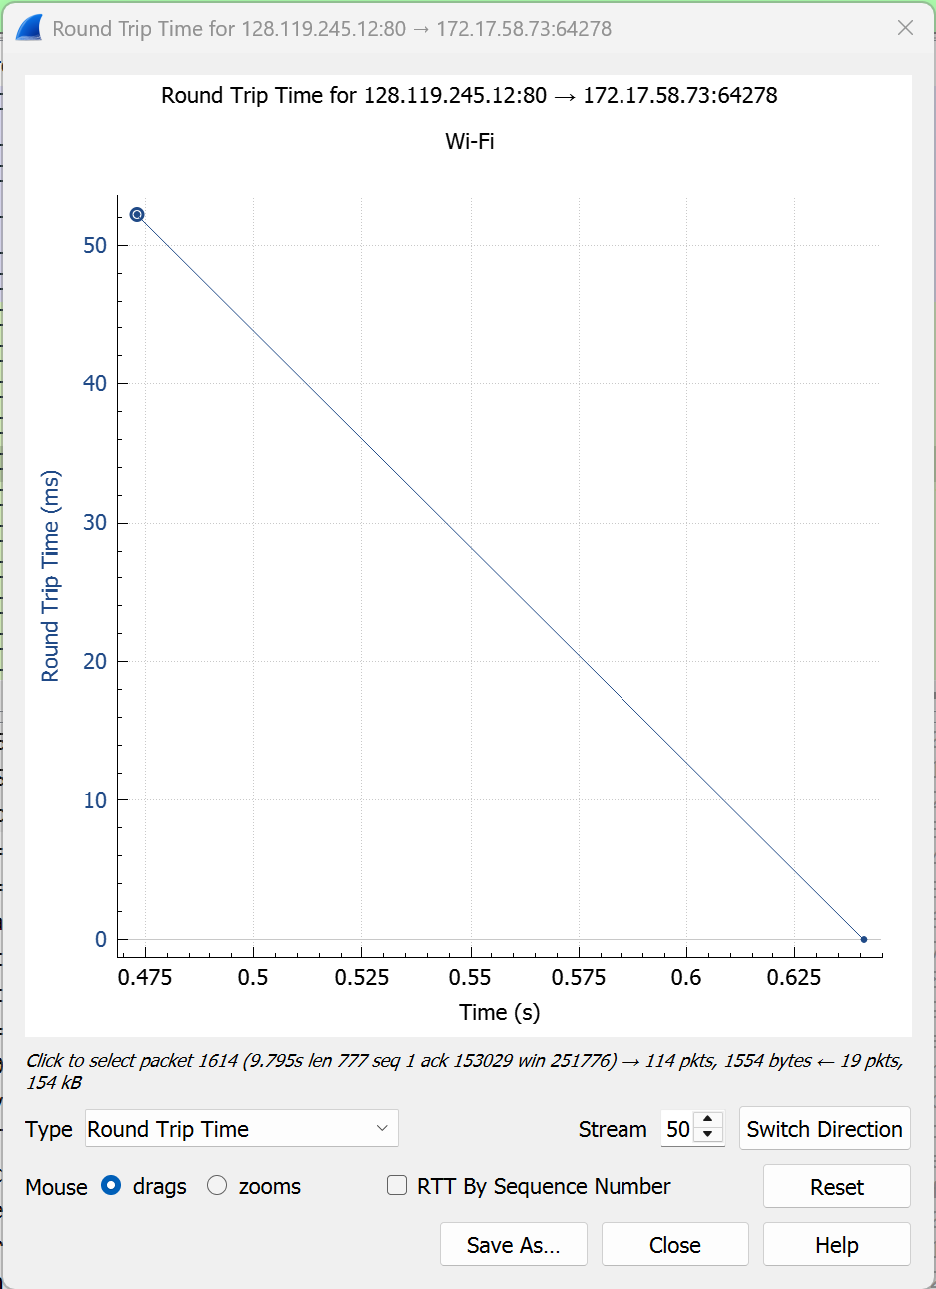 Round Trip Time for 128.119.245.12:80 → 172.17.58.73:64278
Round Trip Time for 128.119.245.12:80 → 172.17.58.73:64278
Wi-Fi
50
40
30
20
10
0
Round Trip Time (ms)
0.475 0.5 0.525 0.55 0.575 0.6 0.625
Time (s)
Click to select packet 1614 (9.795s len 777 seq 1 ack 153029 win 251776) → 114 pkts, 1554 bytes ← 19 pkts,
154 kB
Type Round Trip Time Stream 50 Switch Direction
Mouse drags zooms RTT By Sequence Number Reset
Save As... Close Help